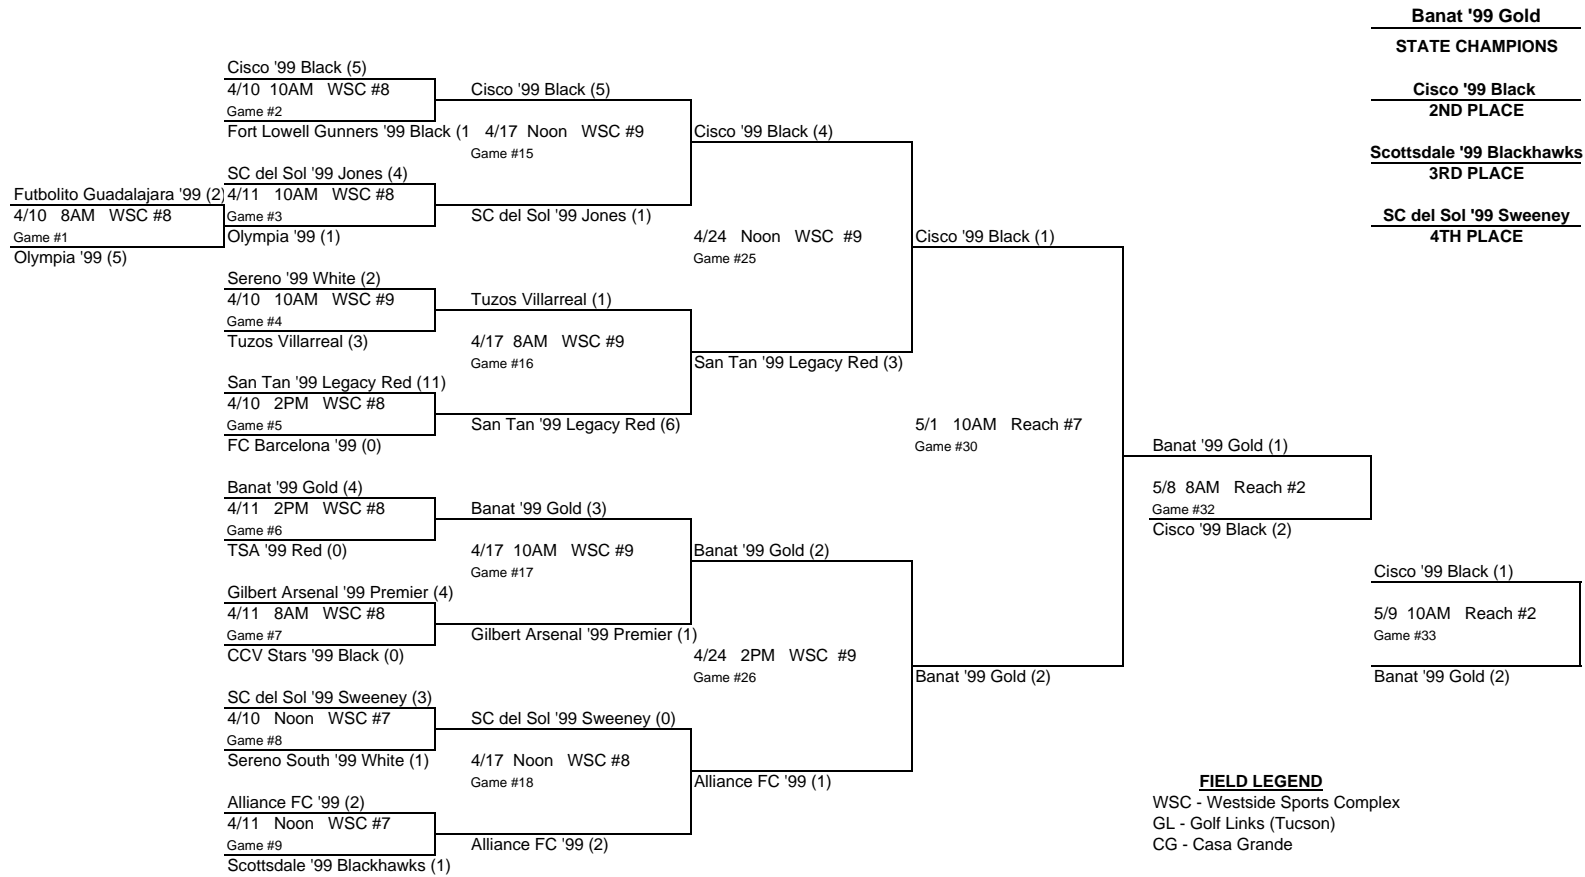 Banat '99 Gold
STATE CHAMPIONS
Cisco '99 Black
2ND PLACE
Scottsdale '99 Blackhawks
3RD PLACE
SC del Sol '99 Sweeney
4TH PLACE
Futbolito Guadalajara '99 (2)
4/10 8AM WSC #8
Game #1
Olympia '99 (5)
Cisco '99 Black (5)
4/10 10AM WSC #8
Game #2
Fort Lowell Gunners '99 Black (1
SC del Sol '99 Jones (4)
4/11 10AM WSC #8
Game #3
Olympia '99 (1)
Sereno '99 White (2)
4/10 10AM WSC #9
Game #4
Tuzos Villarreal (3)
San Tan '99 Legacy Red (11)
4/10 2PM WSC #8
Game #5
FC Barcelona '99 (0)
Banat '99 Gold (4)
4/11 2PM WSC #8
Game #6
TSA '99 Red (0)
Gilbert Arsenal '99 Premier (4)
4/11 8AM WSC #8
Game #7
CCV Stars '99 Black (0)
SC del Sol '99 Sweeney (3)
4/10 Noon WSC #7
Game #8
Sereno South '99 White (1)
Alliance FC '99 (2)
4/11 Noon WSC #7
Game #9
Scottsdale '99 Blackhawks (1)
Cisco '99 Black (5)
4/17 Noon WSC #9
Game #15
SC del Sol '99 Jones (1)
Tuzos Villarreal (1)
4/17 8AM WSC #9
Game #16
San Tan '99 Legacy Red (6)
Banat '99 Gold (3)
4/17 10AM WSC #9
Game #17
Gilbert Arsenal '99 Premier (1)
SC del Sol '99 Sweeney (0)
4/17 Noon WSC #8
Game #18
Alliance FC '99 (2)
Cisco '99 Black (4)
4/24 Noon WSC #9
Game #25
San Tan '99 Legacy Red (3)
Banat '99 Gold (2)
4/24 2PM WSC #9
Game #26
Alliance FC '99 (1)
Cisco '99 Black (1)
5/1 10AM Reach #7
Game #30
Banat '99 Gold (2)
Banat '99 Gold (1)
5/8 8AM Reach #2
Game #32
Cisco '99 Black (2)
Cisco '99 Black (1)
5/9 10AM Reach #2
Game #33
Banat '99 Gold (2)
FIELD LEGEND
WSC - Westside Sports Complex
GL - Golf Links (Tucson)
CG - Casa Grande